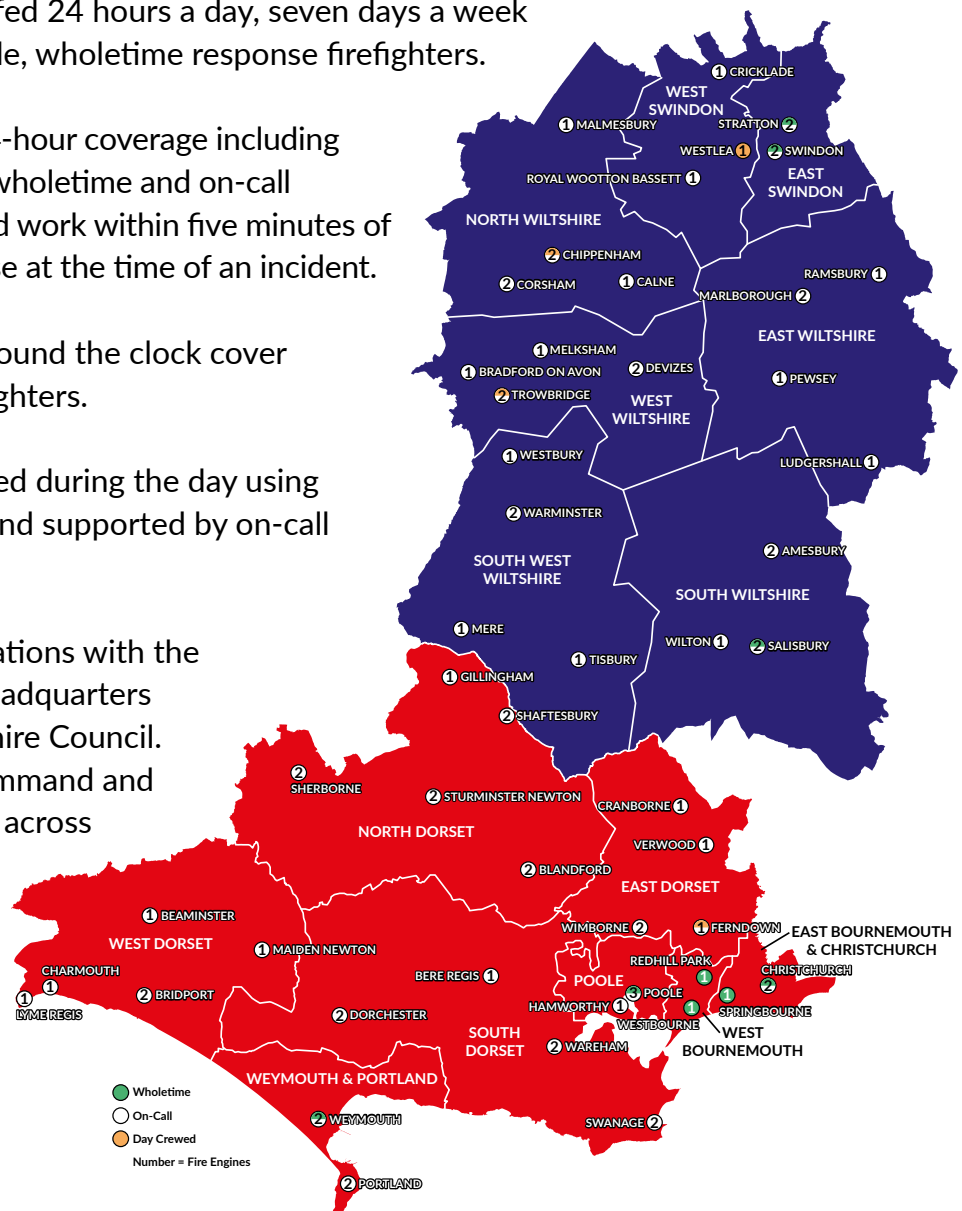 fed 24 hours a day, seven days a week
le, wholetime response firefighters.
4-hour coverage including
wholetime and on-call
d work within five minutes of
se at the time of an incident.
ound the clock cover
ghters.
ed during the day using
nd supported by on-call
ations with the
eadquarters
hire Council.
mmand and
across
1 CRICKLADE
WEST
SWINDON
1 MALMESBURY
STRATTON 2
WESTLEA 1
2 SWINDON
EAST
SWINDON
ROYAL WOOTTON BASSETT 1
NORTH WILTSHIRE
2 CHIPPENHAM
2 CORSHAM
1 CALNE
RAMSBURY 1
MARLBOROUGH 2
EAST WILTSHIRE
1 MELKSHAM
1 BRADFORD ON AVON
2 DEVIZES
1 PEWSEY
2 TROWBRIDGE
WEST
WILTSHIRE
1 WESTBURY
LUDGERSHALL 1
2 WARMINSTER
2 AMESBURY
SOUTH WEST
WILTSHIRE
SOUTH WILTSHIRE
1 MERE
WILTON 1
2 SALISBURY
1 TISBURY
1 GILLINGHAM
2 SHAFTESBURY
2
SHERBORNE
2 STURMINSTER NEWTON
CRANBORNE 1
NORTH DORSET
VERWOOD 1
2 BLANDFORD
EAST DORSET
1 BEAMINSTER
WIMBORNE 2
1 FERNDOWN
EAST BOURNEMOUTH
& CHRISTCHURCH
WEST DORSET
1 MAIDEN NEWTON
REDHILL PARK
1
CHRISTCHURCH
2
CHARMOUTH
1
BERE REGIS 1
POOLE
3 POOLE
1
LYME REGIS
2 BRIDPORT
HAMWORTHY 1
1
SPRINGBOURNE
1
WESTBOURNE
2 DORCHESTER
SOUTH
DORSET
2 WAREHAM
WEST
BOURNEMOUTH
WEYMOUTH & PORTLAND
2 WEYMOUTH
SWANAGE 2
2 PORTLAND
Wholetime
On-Call
Day Crewed
Number = Fire Engines